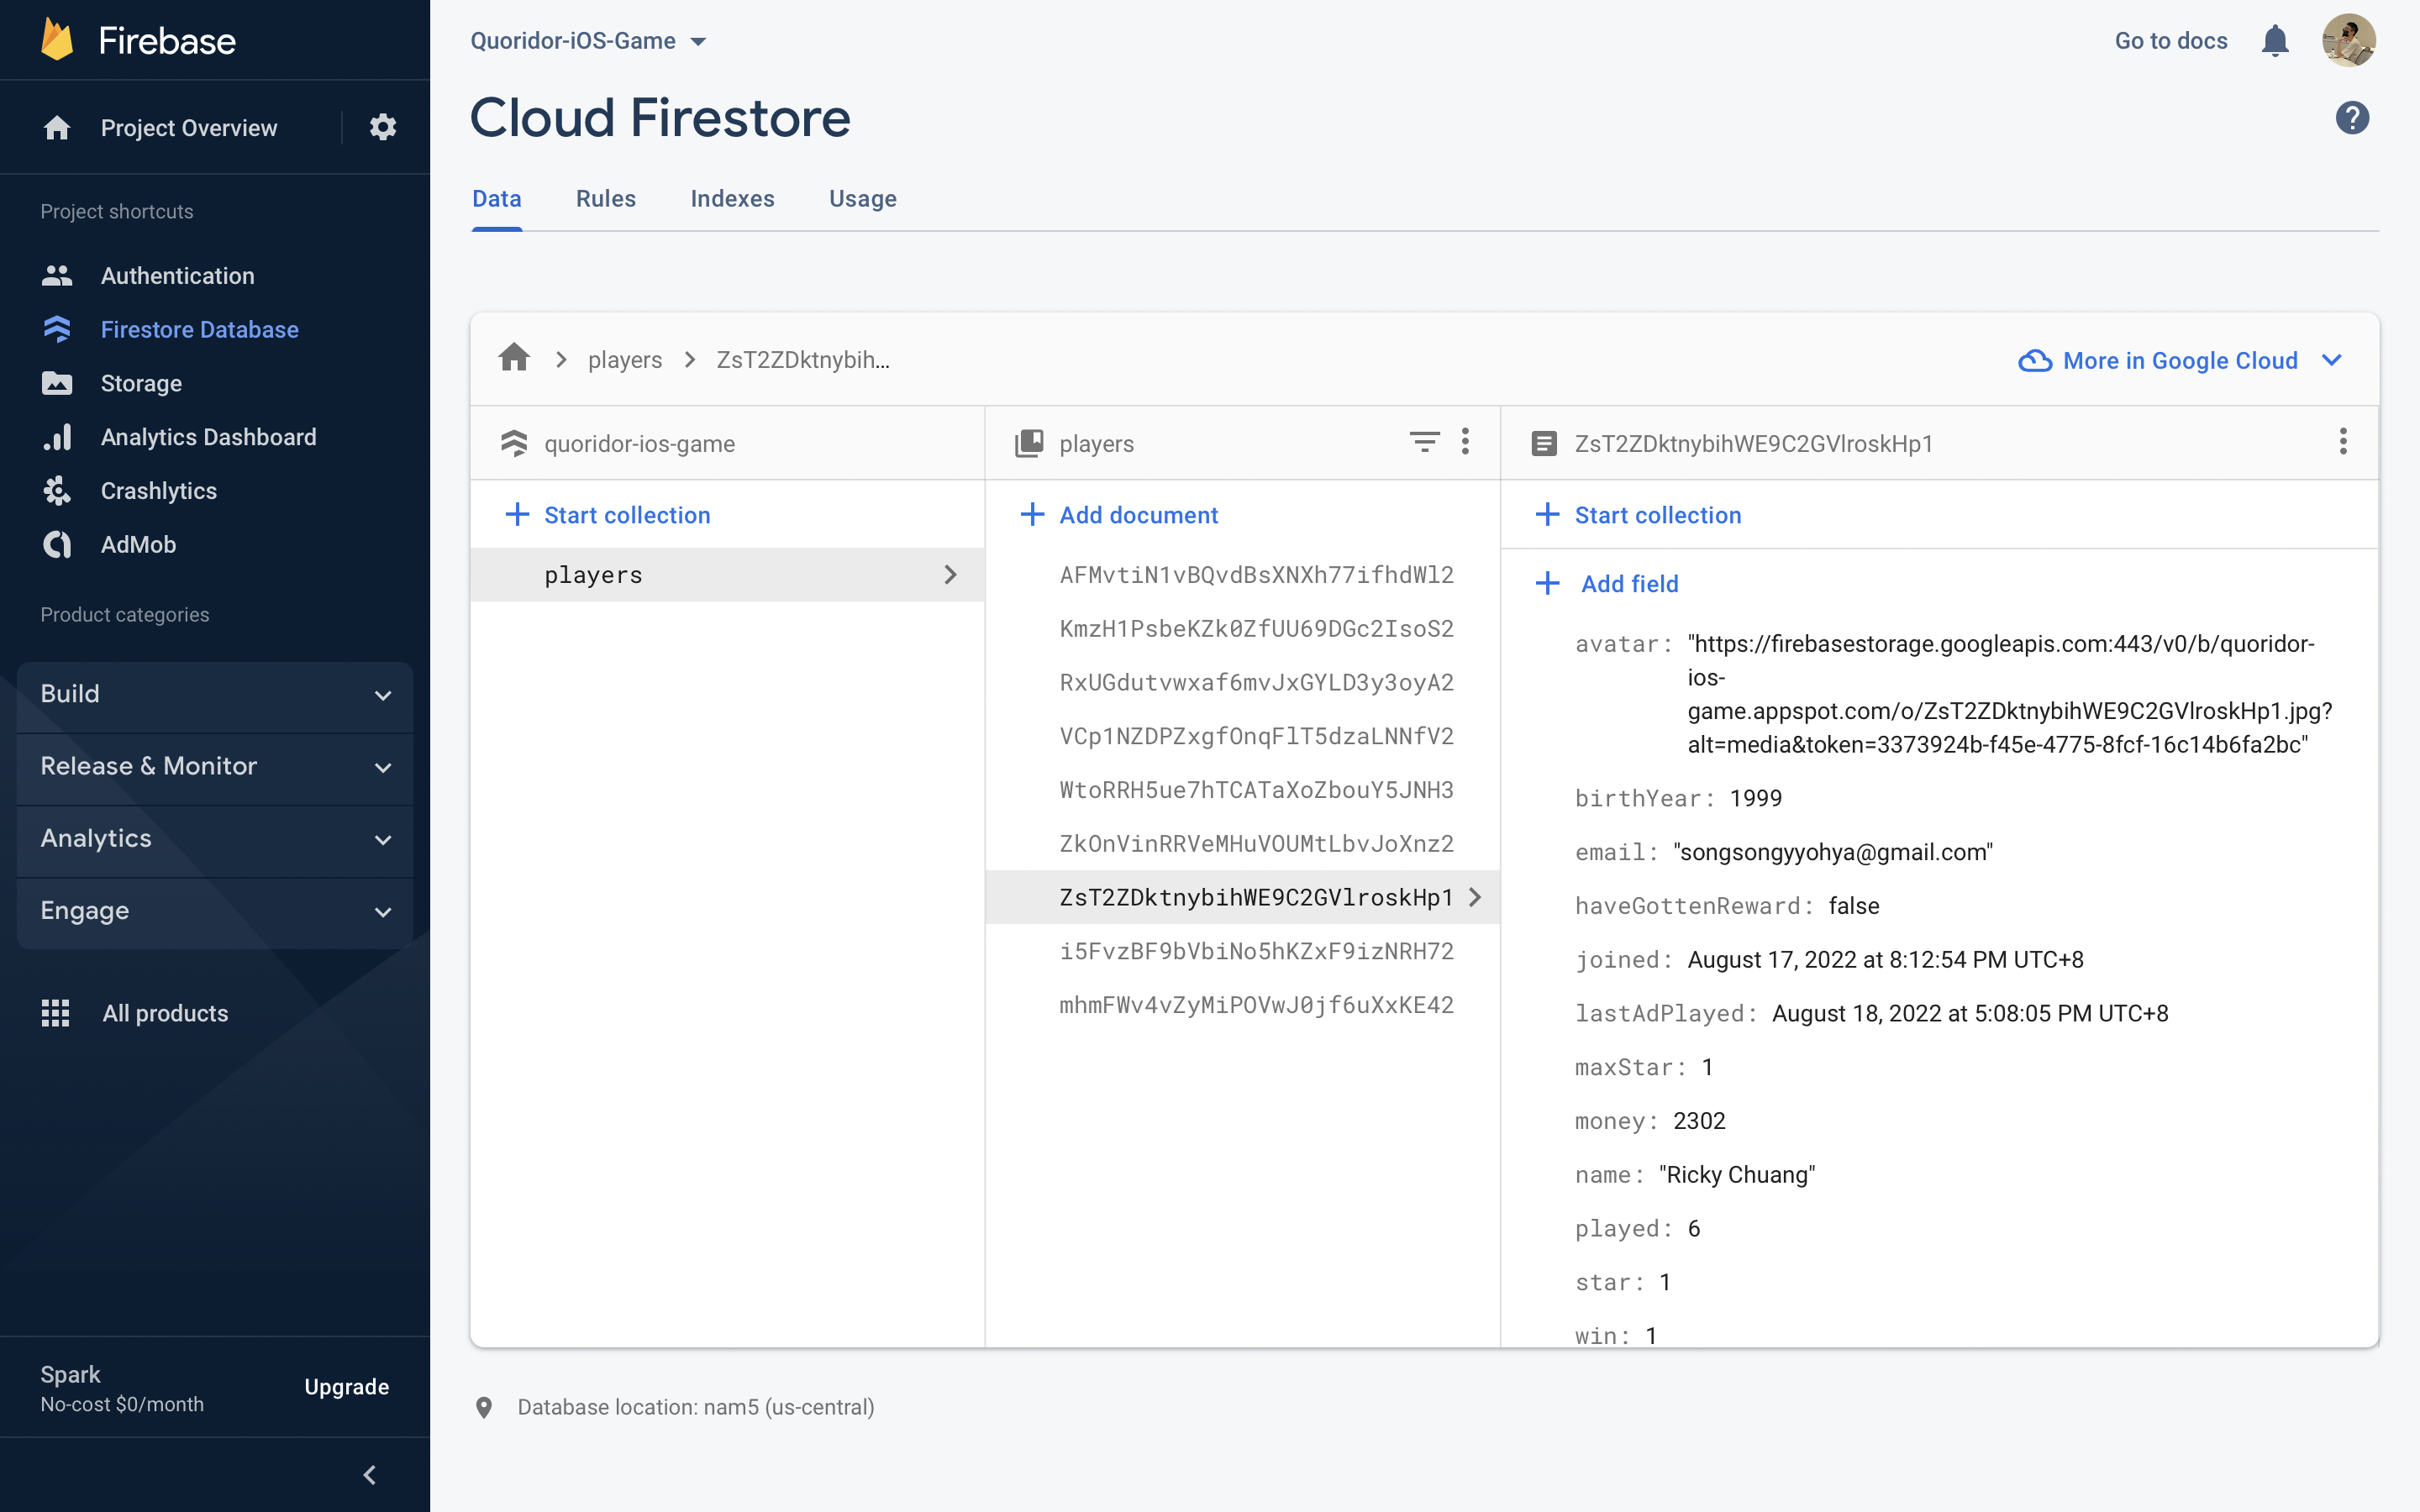 Firebase
Project Overview
Project shortcuts
Authentication
Firestore Database
Storage
Analytics Dashboard
Crashlytics
AdMob
Product categories
Build
Release & Monitor
Analytics
Engage
All products
Spark
No-cost $0/month
Upgrade
Quoridor-iOS-Game
Go to docs
Cloud Firestore
Data Rules Indexes Usage
players ZsT2ZDktnybih...
More in Google Cloud
quoridor-ios-game
Start collection
players
players
Add document
AFMvtiN1vBQvdBsXNXh77ifhdWl2
KmzH1PsbeKZk0ZfUU69DGc2IsoS2
RxUGdutvwxaf6mvJxGYLD3y3oyA2
VCp1NZDPZxgfOnqFlT5dzaLNNfV2
WtoRRH5ue7hTCATaXoZbouY5JNH3
ZkOnVinRRVeMHuVOUMtLbvJoXnz2
ZsT2ZDktnybihWE9C2GVlroskHp1
i5FvzBF9bVbiNo5hKZxF9izNRH72
mhmFWv4vZyMiPOVwJ0jf6uXxKE42
ZsT2ZDktnybihWE9C2GVlroskHp1
Start collection
Add field
avatar: "https://firebasestorage.googleapis.com:443/v0/b/quoridor-
ios-
game.appspot.com/o/ZsT2ZDktnybihWE9C2GVlroskHp1.jpg?
alt=media&token=3373924b-f45e-4775-8fcf-16c14b6fa2bc"
birthYear: 1999
email: "songsongyyohya@gmail.com"
haveGottenReward: false
joined: August 17, 2022 at 8:12:54 PM UTC+8
lastAdPlayed: August 18, 2022 at 5:08:05 PM UTC+8
maxStar: 1
money: 2302
name: "Ricky Chuang"
played: 6
star: 1
win: 1
Database location: nam5 (us-central)